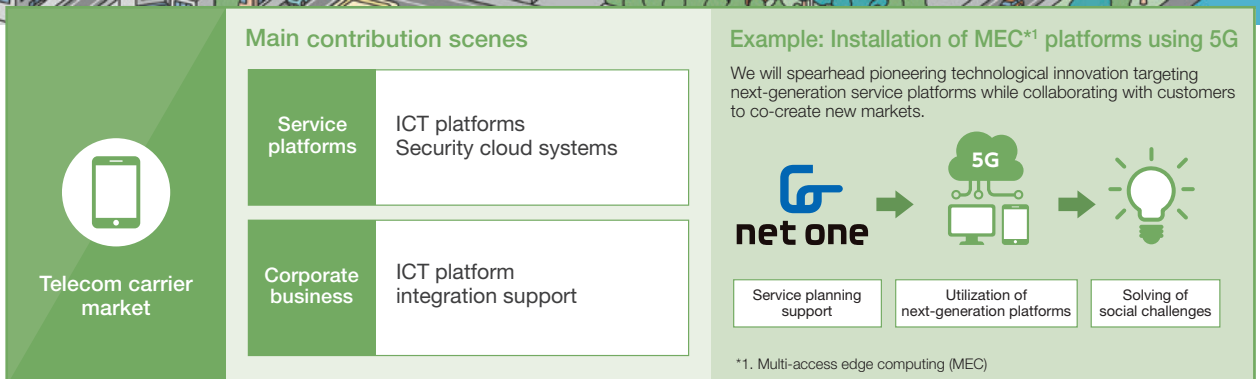 Telecom carrier
market
Main contribution scenes
Service
platforms
ICT platforms
Security cloud systems
Corporate
business
ICT platform
integration support
Example: Installation of MEC*1 platforms using 5G
We will spearhead pioneering technological innovation targeting
next-generation service platforms while collaborating with customers
to co-create new markets.
net one
5G
Service planning
support
Utilization of
next-generation platforms
Solving of
social challenges
*1. Multi-access edge computing (MEC)